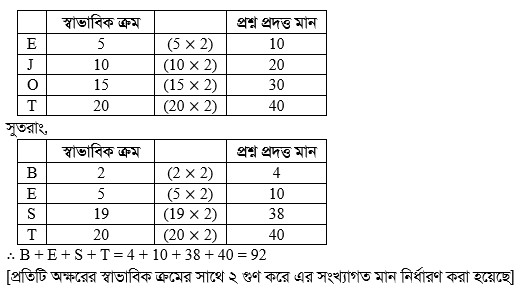 স্বাভাবিক ক্রম প্রশ্ন প্রদত্ত মান
E 5 (5 × 2) 10
J 10 (10 × 2) 20
O 15 (15 × 2) 30
T 20 (20 × 2) 40
সুতরাং,
স্বাভাবিক ক্রম প্রশ্ন প্রদত্ত মান
B 2 (2 × 2) 4
E 5 (5 × 2) 10
S 19 (19 × 2) 38
T 20 (20 × 2) 40
∴ B + E + S + T = 4 + 10 + 38 + 40 = 92
[প্রতিটি অক্ষরের স্বাভাবিক ক্রমের সাথে ২ গুণ করে এর সংখ্যাগত মান নির্ধারণ করা হয়েছে]